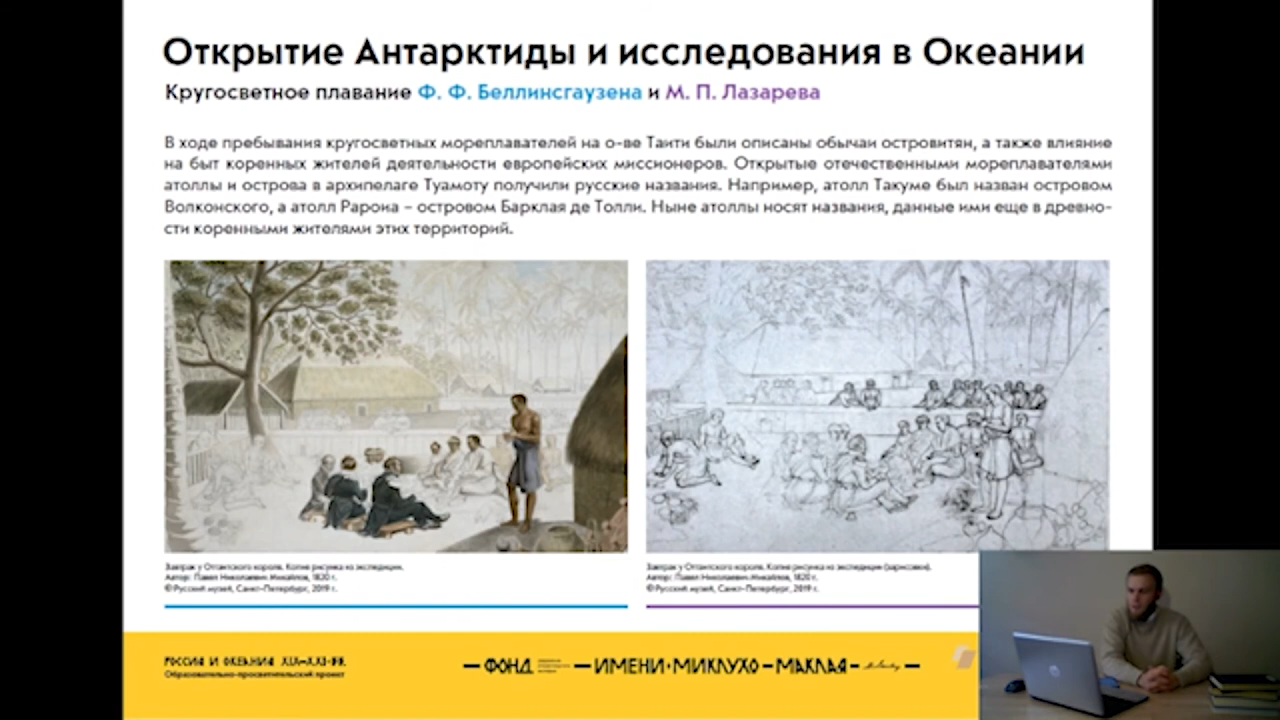 Открытие Антарктиды и исследования в Океании
Кругосветное плавание Ф. Ф. Беллинсгаузена и М. П. Лазарева
В ходе пребывания кругосветных мореплавателей на о-ве Таити были описаны обычаи островитян, а также влияние
на быт коренных жителей деятельности европейских миссионеров. Открытые отечественными мореплавателями
атоллы и острова в архипелаге Туамоту получили русские названия. Например, атолл Такуме был назван островом
Волконского, а атолл Рароиа – островом Барклая де Толли. Ныне атоллы носят названия, данные ими еще в древно-
сти коренными жителями этих территорий.
Завтрак у Отаитского короля. Копия рисунка из экспедиции.
Автор: Павел Николаевич Михайлов, 1820 г.
©Русский музей, Санкт-Петербург, 2019 г.
Завтрак у Отаитского короля. Копия рисунка из экспедиции (зарисовки).
Автор: Павел Николаевич Михайлов, 1820 г.
©Русский музей, Санкт-Петербург, 2019 г.
РОССИЯ И ОКЕАНИЯ XIX–XXI ВВ.
Образовательно-просветительский проект
ФОНД ИМЕНИ МИКЛУХО-МАКЛАЯ